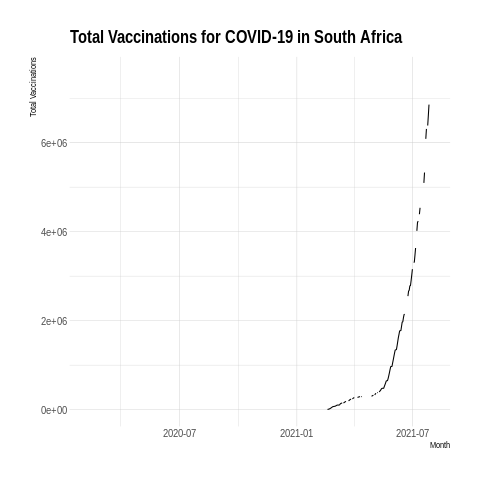 Total Vaccinations for COVID-19 in South Africa
Total Vaccinations
6e+06
4e+06
2e+06
0e+00
2020-07
2021-01
2021-07
Month